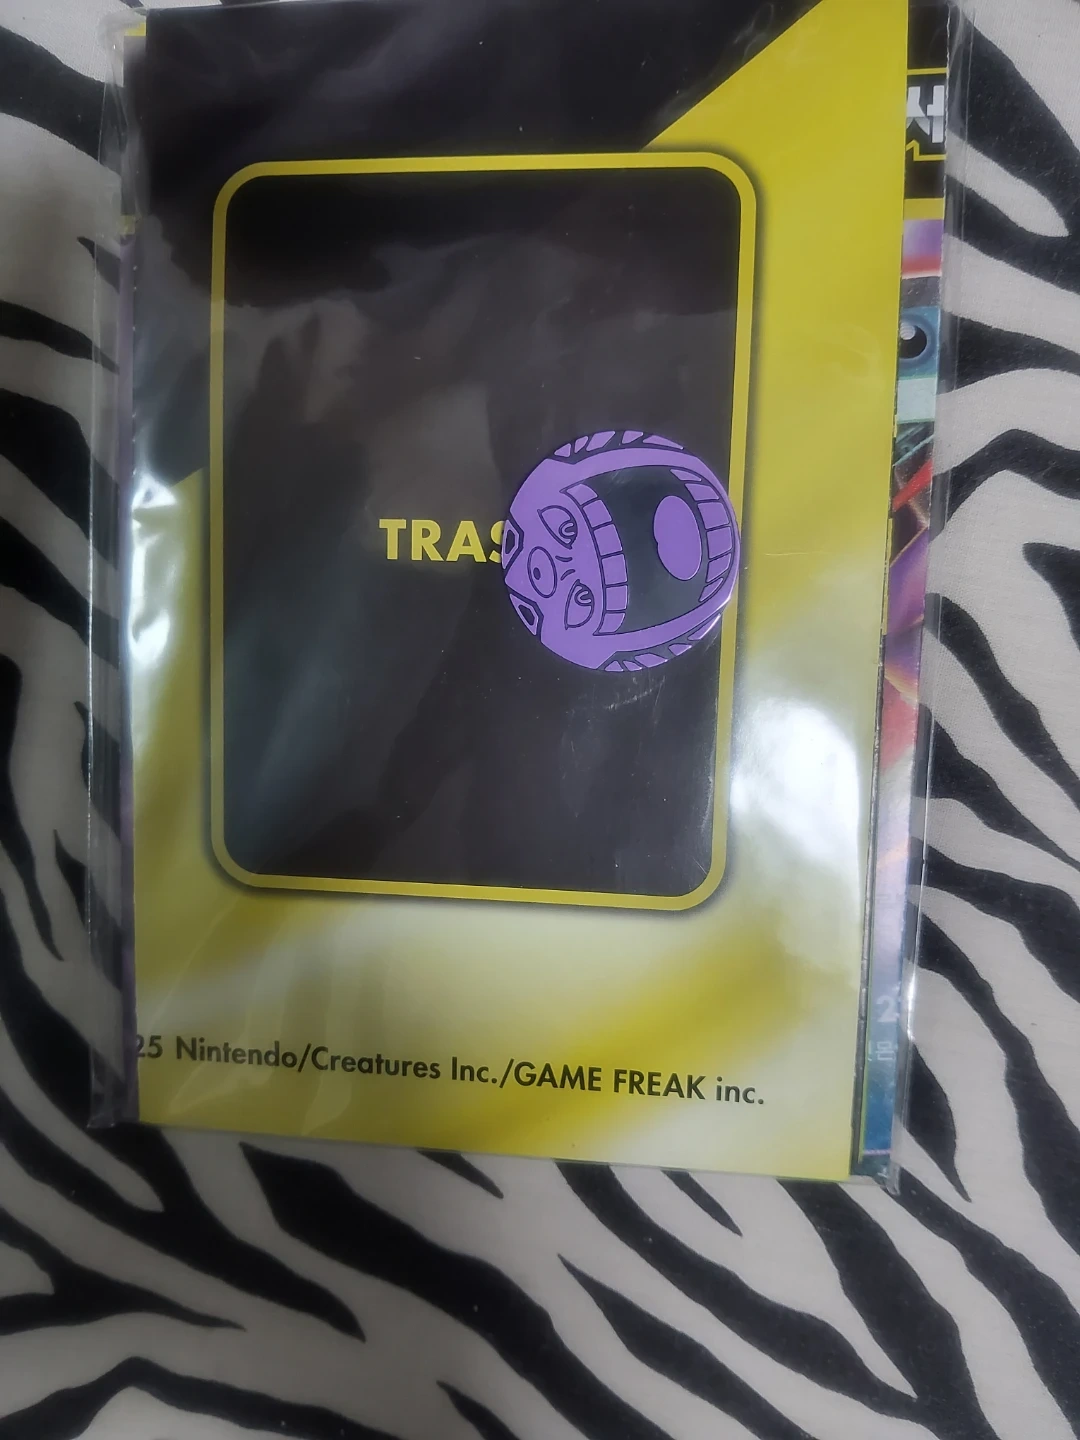 TRAS
25 Nintendo/Creatures Inc./GAME FREAK inc.